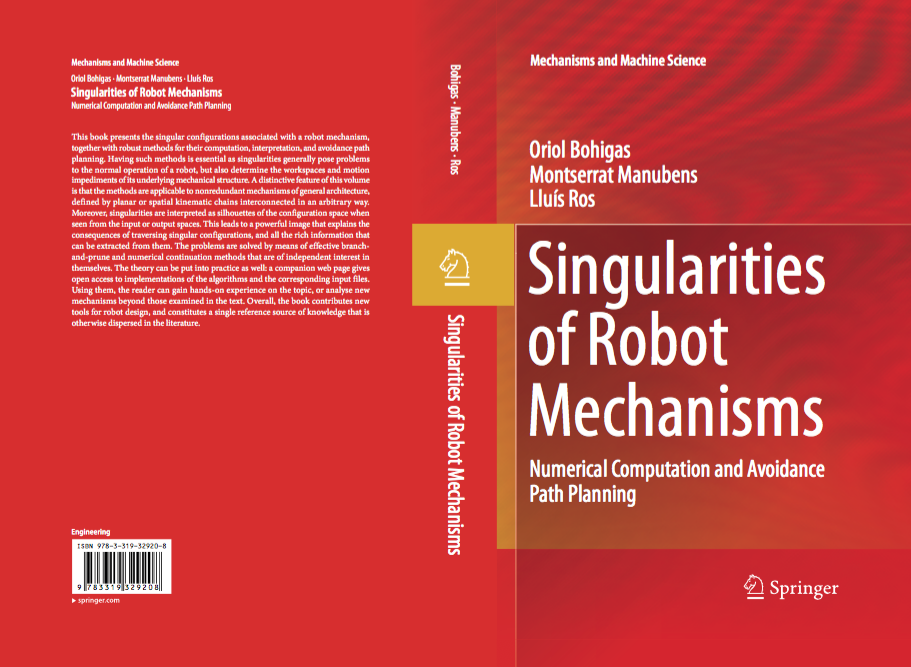 Mechanisms and Machine Science
Oriol Bohigas · Montserrat Manubens · Lluís Ros
Singularities of Robot Mechanisms
Numerical Computation and Avoidance Path Planning
This book presents the singular configurations associated with a robot mechanism,
together with robust methods for their computation, interpretation, and avoidance path
planning. Having such methods is essential as singularities generally pose problems
to the normal operation of a robot, but also determine the workspaces and motion
impediments of its underlying mechanical structure. A distinctive feature of this volume
is that the methods are applicable to nonredundant mechanisms of general architecture,
defined by planar or spatial kinematic chains interconnected in an arbitrary way.
Moreover, singularities are interpreted as silhouettes of the configuration space when
seen from the input or output spaces. This leads to a powerful image that explains the
consequences of traversing singular configurations, and all the rich information that
can be extracted from them. The problems are solved by means of effective branch-
and-prune and numerical continuation methods that are of independent interest in
themselves. The theory can be put into practice as well: a companion web page gives
open access to implementations of the algorithms and the corresponding input files.
Using them, the reader can gain hands-on experience on the topic, or analyse new
mechanisms beyond those examined in the text. Overall, the book contributes new
tools for robot design, and constitutes a single reference source of knowledge that is
otherwise dispersed in the literature.
Engineering
ISBN 978-3-319-32920-8
9 783319 329208
▸ springer.com
Bohigas · Manubens · Ros
Singularities of Robot Mechanisms
Mechanisms and Machine Science
Oriol Bohigas
Montserrat Manubens
Lluís Ros
Singularities
of Robot
Mechanisms
Numerical Computation and Avoidance
Path Planning
Springer